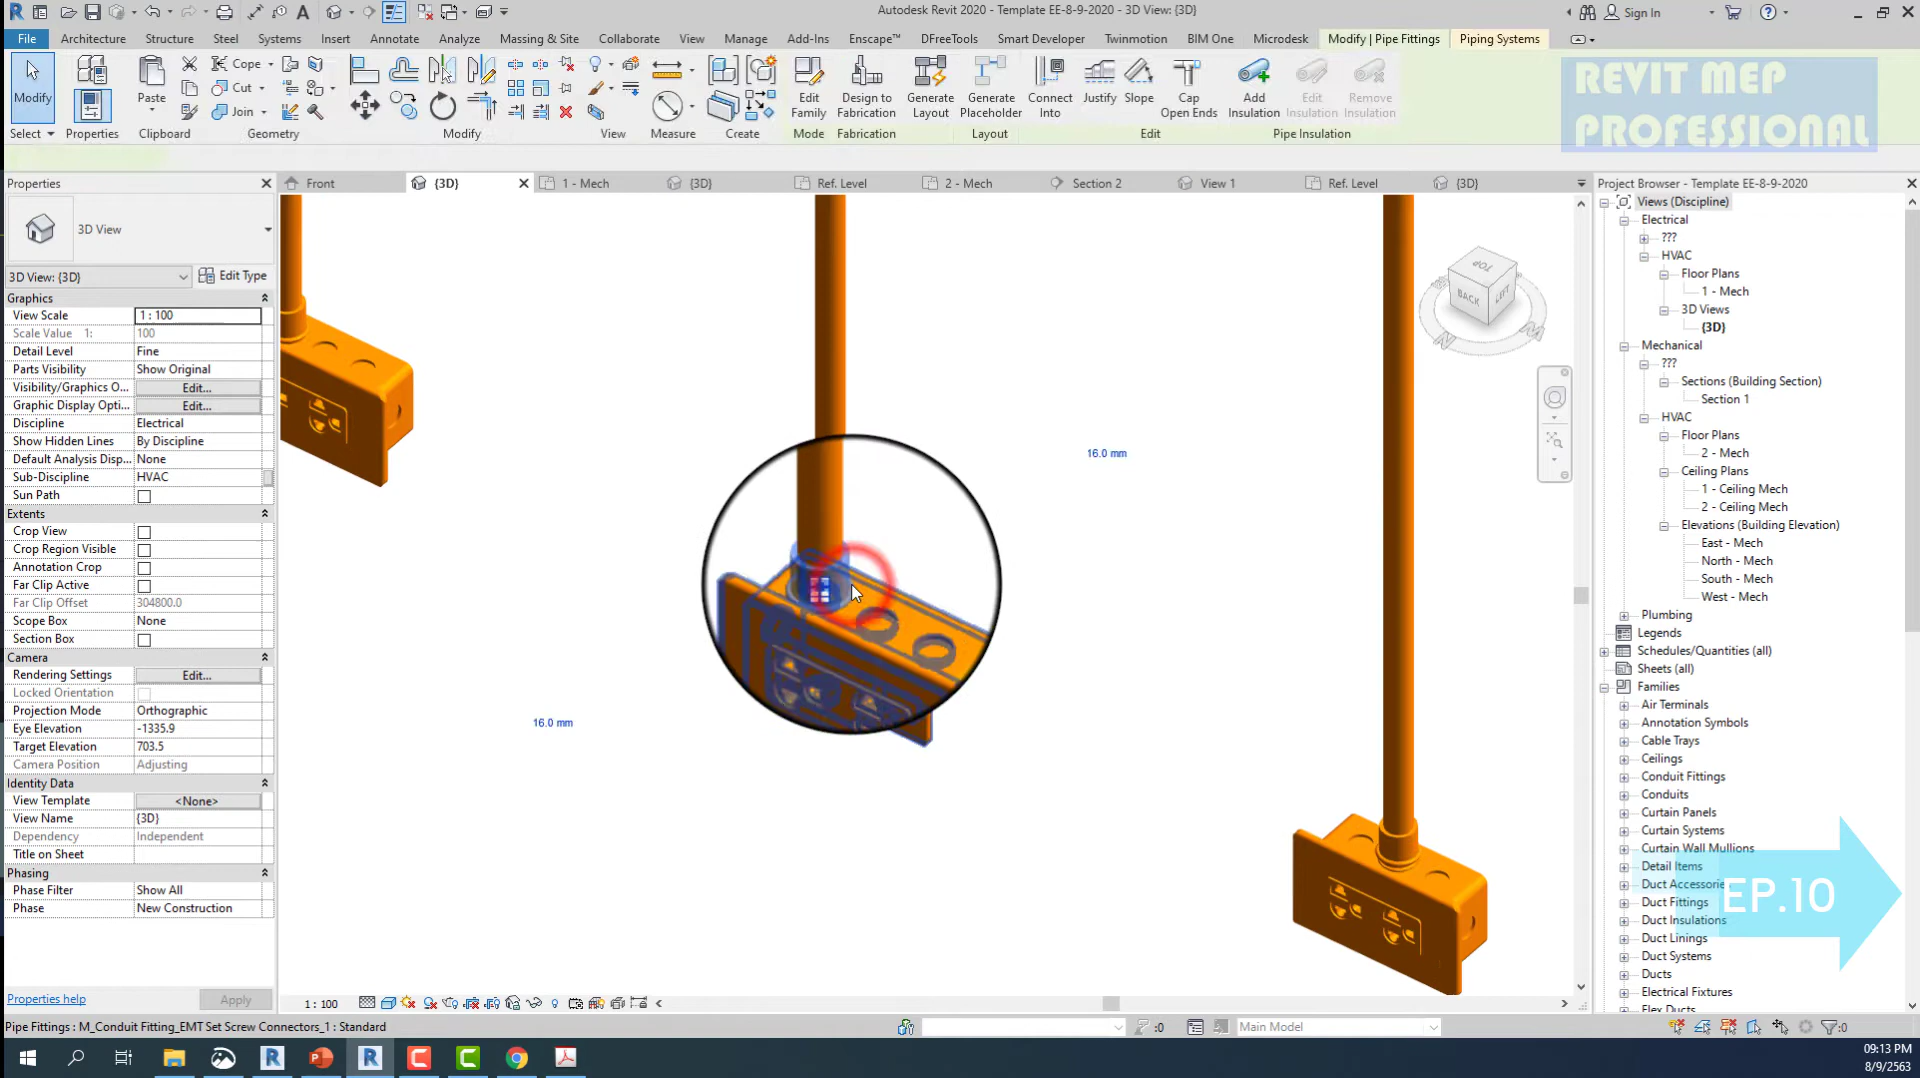 Autodesk Revit 2020 - Template EE-8-9-2020 - 3D View: {3D}
Sign In
File Architecture Structure Steel Systems Insert Annotate Analyze Massing & Site Collaborate View Manage Add-Ins Enscape™ DFreeTools Smart Developer Twinmotion BIM One Microdesk Modify | Pipe Fittings Piping Systems
REVIT MEP
PROFESSIONAL
Cope
Cut
Join
Modify
Paste
Edit
Family
Design to
Fabrication
Generate
Layout
Generate
Placeholder
Connect
Into
Justify
Slope
Cap
Open Ends
Add
Insulation
Edit
Insulation
Remove
Insulation
Select Properties Clipboard Geometry Modify View Measure Create Mode Fabrication Layout Edit Pipe Insulation
Properties
Front {3D} 1 - Mech {3D} Ref. Level 2 - Mech Section 2 View 1 Ref. Level {3D}
Project Browser - Template EE-8-9-2020
3D View
3D View: {3D} Edit Type
Graphics
View Scale 1 : 100
Scale Value 1: 100
Detail Level Fine
Parts Visibility Show Original
Visibility/Graphics O... Edit...
Graphic Display Opti... Edit...
Discipline Electrical
Show Hidden Lines By Discipline
Default Analysis Disp... None
Sub-Discipline HVAC
Sun Path
Extents
Crop View
Crop Region Visible
Annotation Crop
Far Clip Active
Far Clip Offset 304800.0
Scope Box None
Section Box
Camera
Rendering Settings Edit...
Locked Orientation
Projection Mode Orthographic
Eye Elevation -1335.9
Target Elevation 703.5
Camera Position Adjusting
Identity Data
View Template <None>
View Name {3D}
Dependency Independent
Title on Sheet
Phasing
Phase Filter Show All
Phase New Construction
Properties help Apply
16.0 mm
16.0 mm
TOP
BACK
LEFT
Views (Discipline)
Electrical
???
HVAC
Floor Plans
1 - Mech
3D Views
{3D}
Mechanical
???
Sections (Building Section)
Section 1
HVAC
Floor Plans
2 - Mech
Ceiling Plans
1 - Ceiling Mech
2 - Ceiling Mech
Elevations (Building Elevation)
East - Mech
North - Mech
South - Mech
West - Mech
Plumbing
Legends
Schedules/Quantities (all)
Sheets (all)
Families
Air Terminals
Annotation Symbols
Cable Trays
Ceilings
Conduit Fittings
Conduits
Curtain Panels
Curtain Systems
Curtain Wall Mullions
Detail Items
Duct Accessories
Duct Fittings
Duct Insulations
Duct Linings
Duct Systems
Ducts
Electrical Fixtures
Flex Ducts
EP.10
1 : 100
Pipe Fittings : M_Conduit Fitting_EMT Set Screw Connectors_1 : Standard
:0
Main Model
:0
09:13 PM
8/9/2563